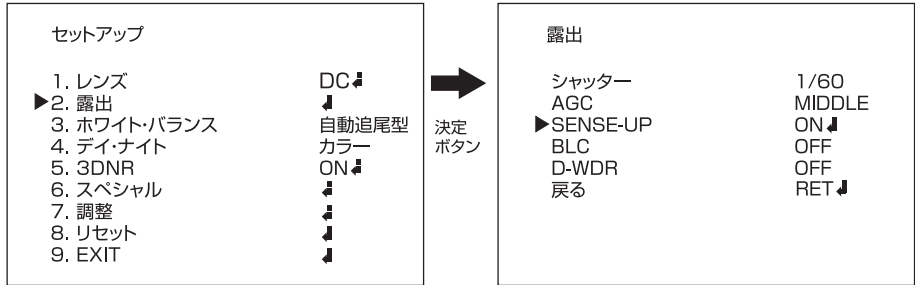 セットアップ
1. レンズ DC↲
▶2. 露出 ↲
3. ホワイト・バランス 自動追尾型
4. デイ・ナイト カラー
5. 3DNR ON↲
6. スペシャル ↲
7. 調整 ↲
8. リセット ↲
9. EXIT ↲
決定
ボタン
露出
シャッター 1/60
AGC MIDDLE
▶SENSE-UP ON↲
BLC OFF
D-WDR OFF
戻る RET↲